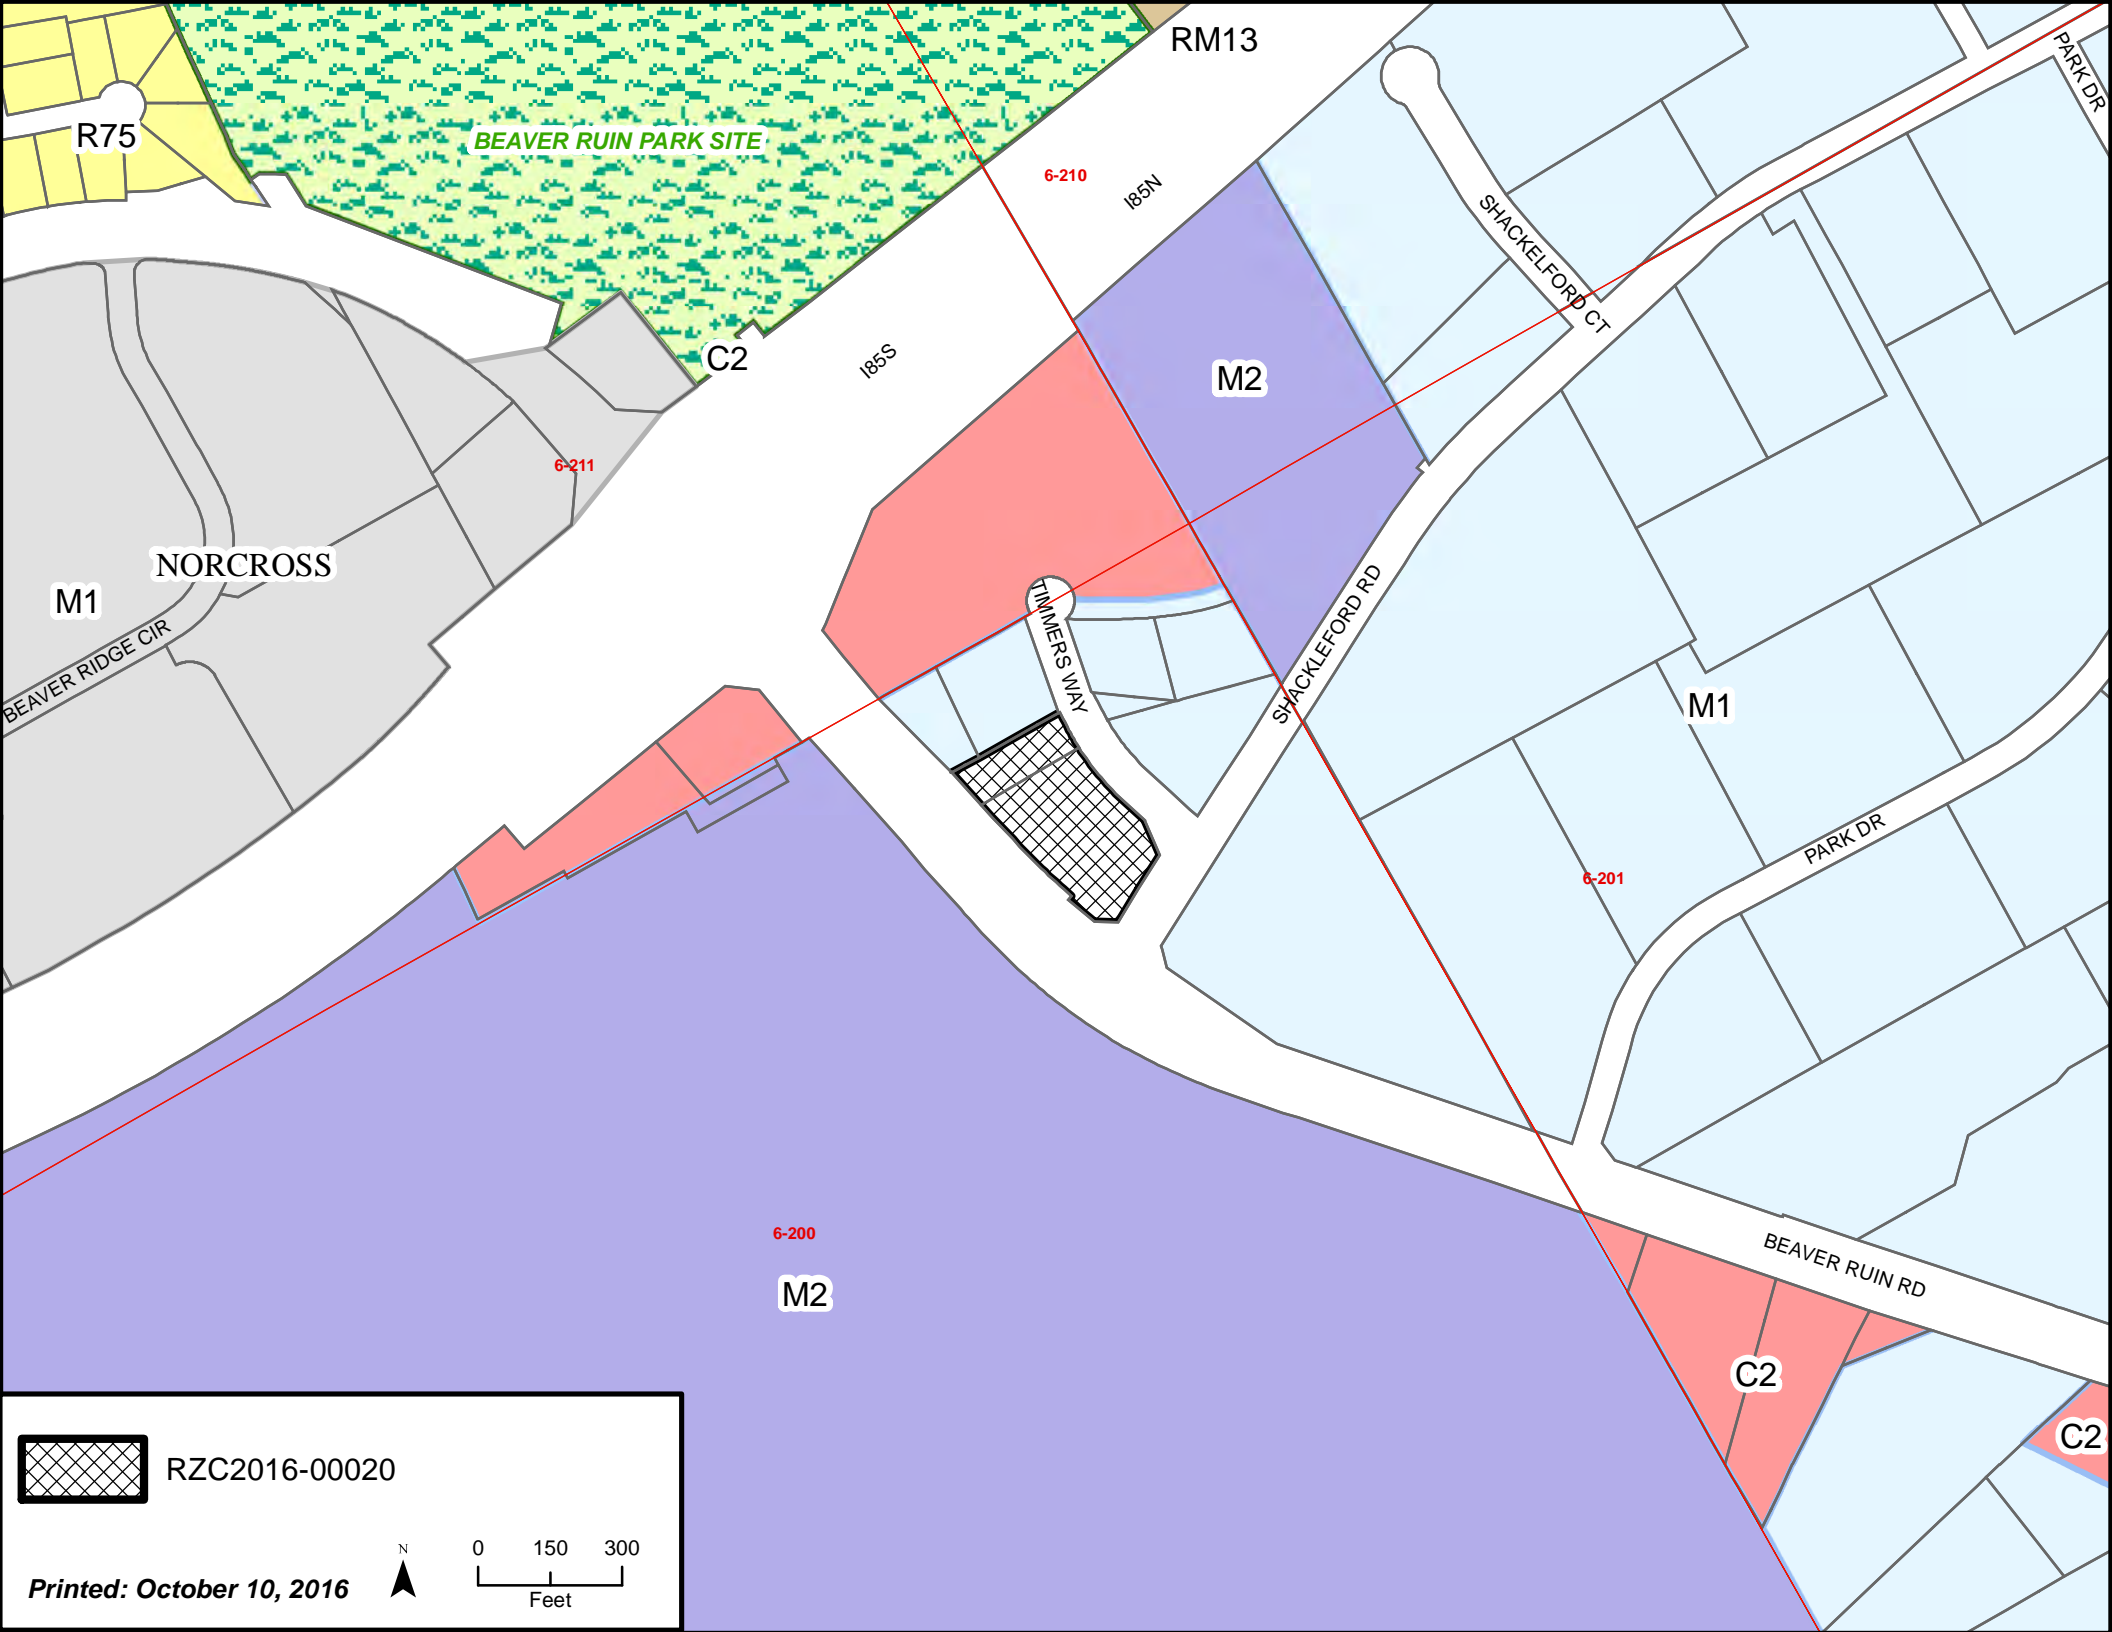 RM13
PARK DR
R75
BEAVER RUIN PARK SITE
6-210
I85N
SHACKELFORD CT
C2
I85S
M2
6-211
NORCROSS
M1
BEAVER RIDGE CIR
TIMMERS WAY
SHACKLEFORD RD
M1
PARK DR
6-201
6-200
M2
BEAVER RUIN RD
C2
C2
RZC2016-00020
N
0 150 300
Feet
Printed: October 10, 2016